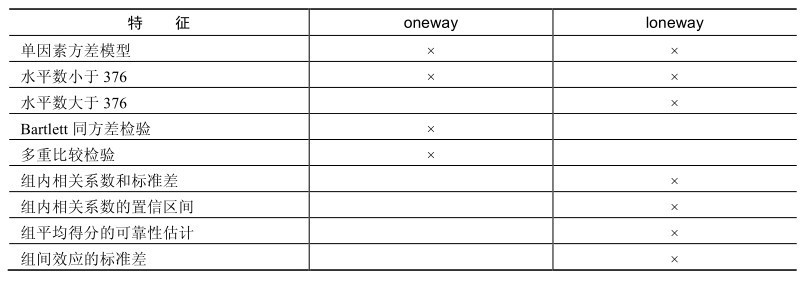 特 征 oneway loneway
单因素方差模型 × ×
水平数小于 376 × ×
水平数大于 376 ×
Bartlett 同方差检验 ×
多重比较检验 ×
组内相关系数和标准差 ×
组内相关系数的置信区间 ×
组平均得分的可靠性估计 ×
组间效应的标准差 ×